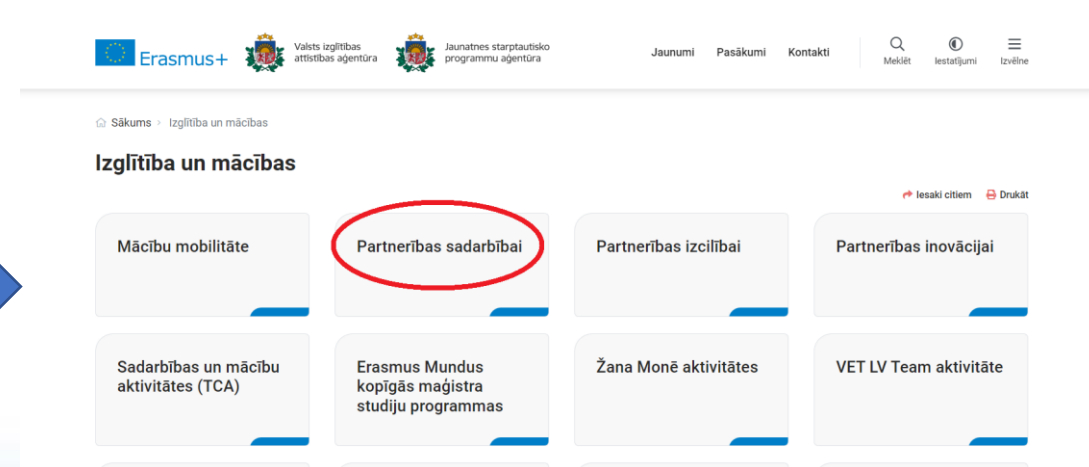 Erasmus+
Valsts izglītības
attīstības aģentūra
Jaunatnes starptautisko
programmu aģentūra
Jaunumi
Pasākumi
Kontakti
Meklēt
Iestatījumi
Izvēlne
Sākums > Izglītība un mācības
Izglītība un mācības
Iesaki citiem
Drukāt
Mācību mobilitāte
Partnerības sadarbībai
Partnerības izcilībai
Partnerības inovācijai
Sadarbības un mācību
aktivitātes (TCA)
Erasmus Mundus
kopīgās maģistra
studiju programmas
Žana Monē aktivitātes
VET LV Team aktivitāte